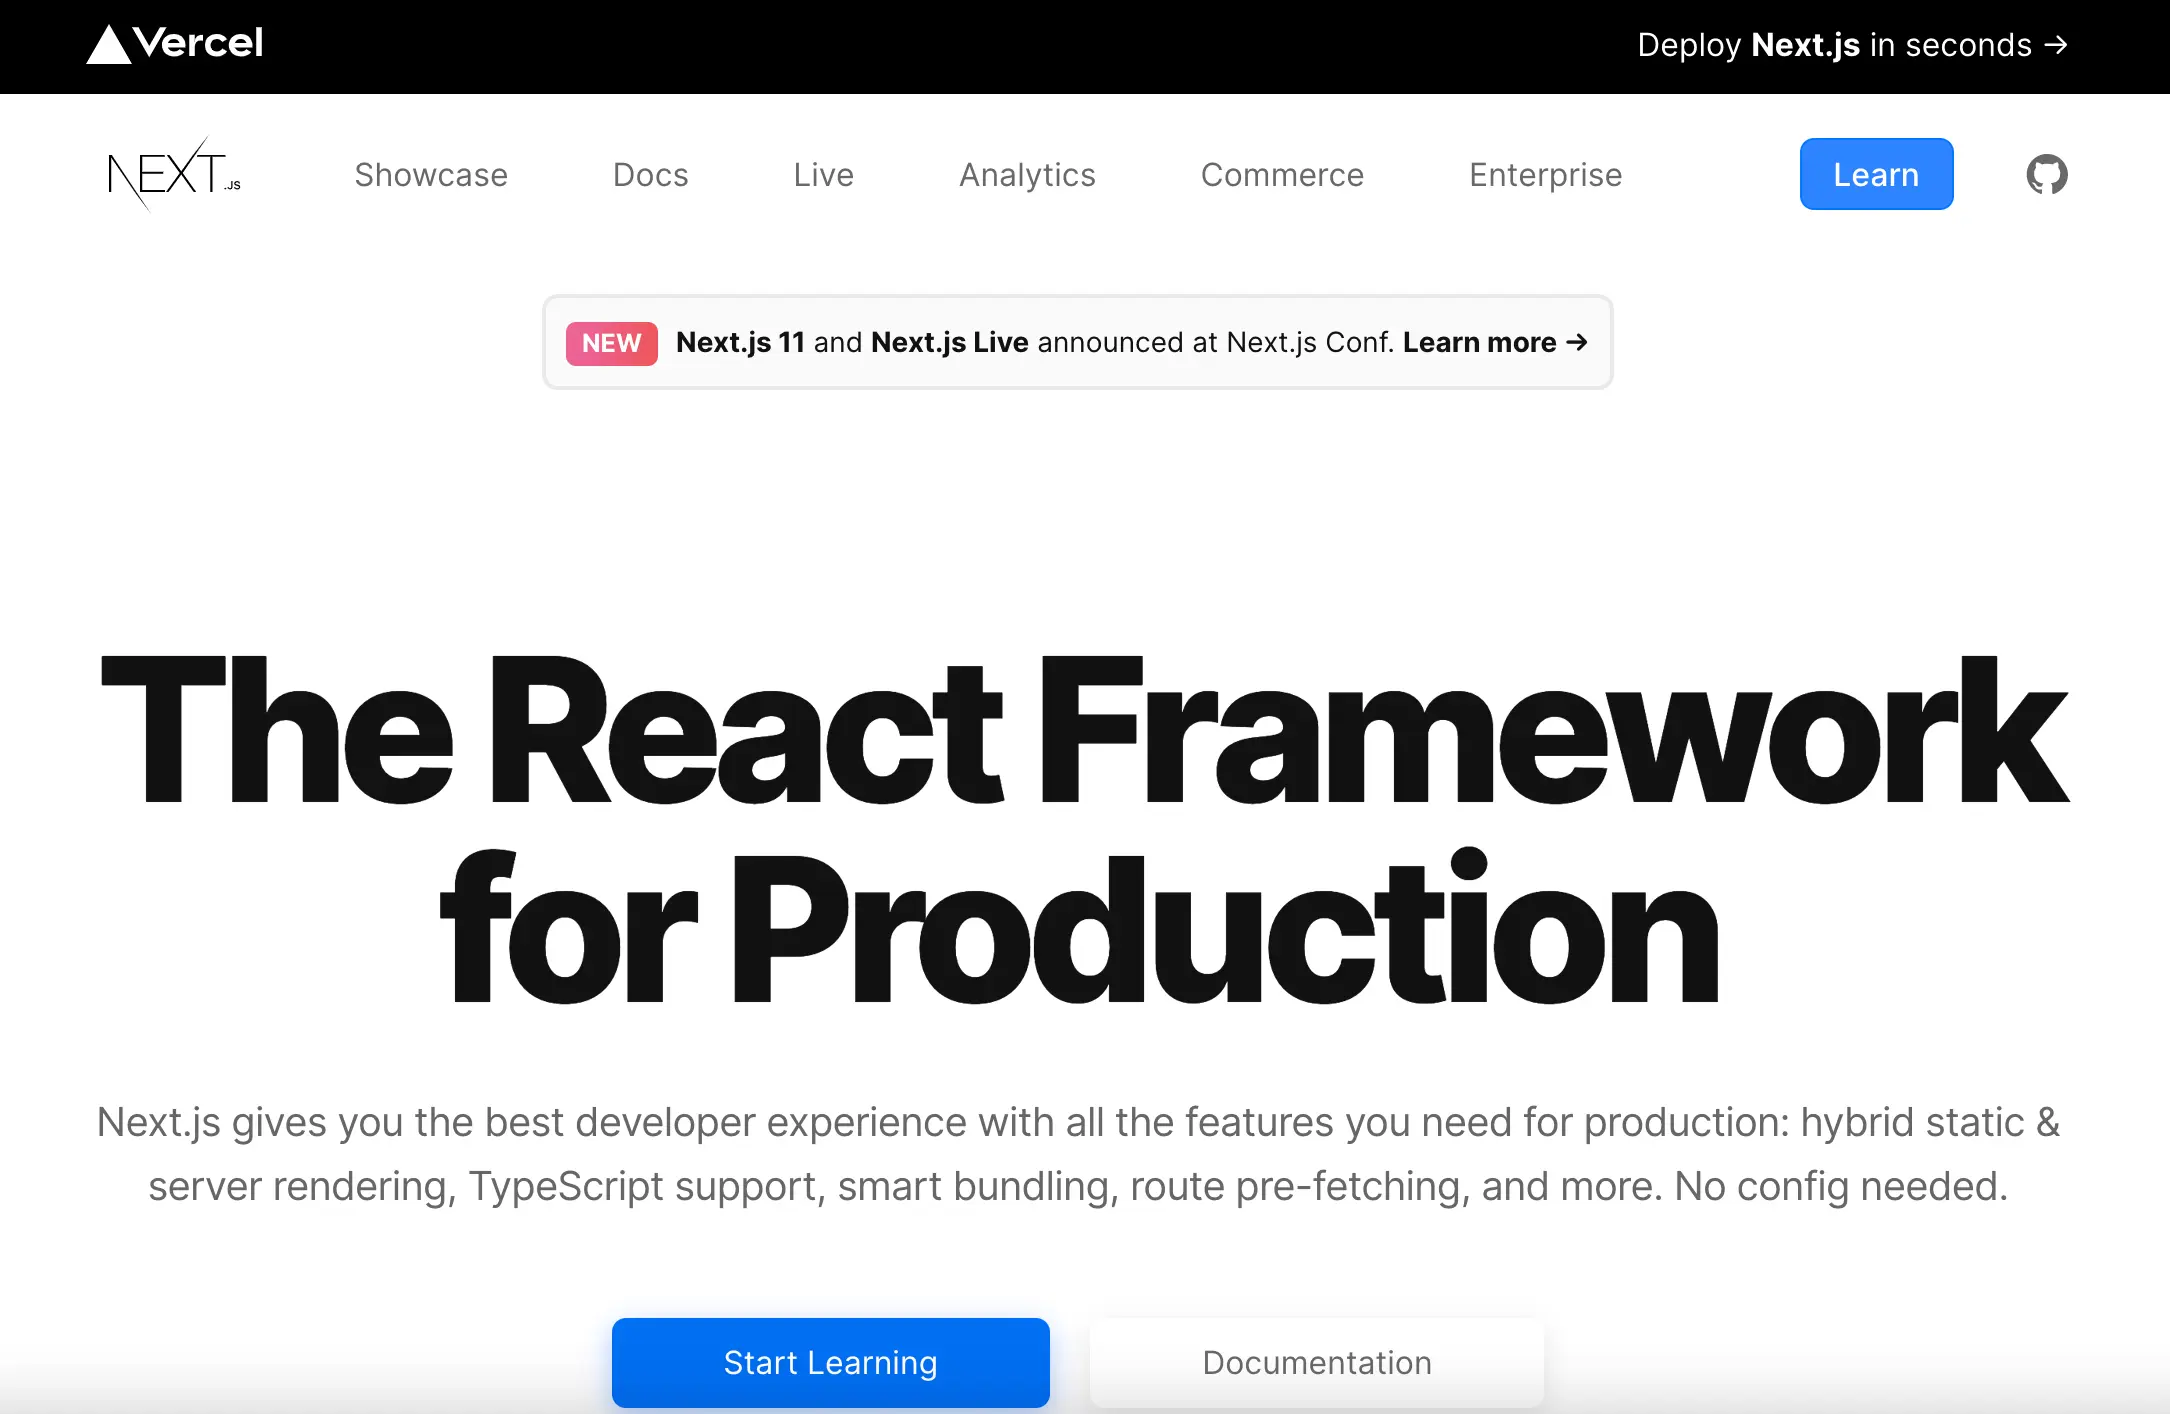 Vercel
Deploy Next.js in seconds →
NEXT.JS
Showcase
Docs
Live
Analytics
Commerce
Enterprise
Learn
NEW Next.js 11 and Next.js Live announced at Next.js Conf. Learn more →
The React Framework
for Production
Next.js gives you the best developer experience with all the features you need for production: hybrid static &
server rendering, TypeScript support, smart bundling, route pre-fetching, and more. No config needed.
Start Learning
Documentation